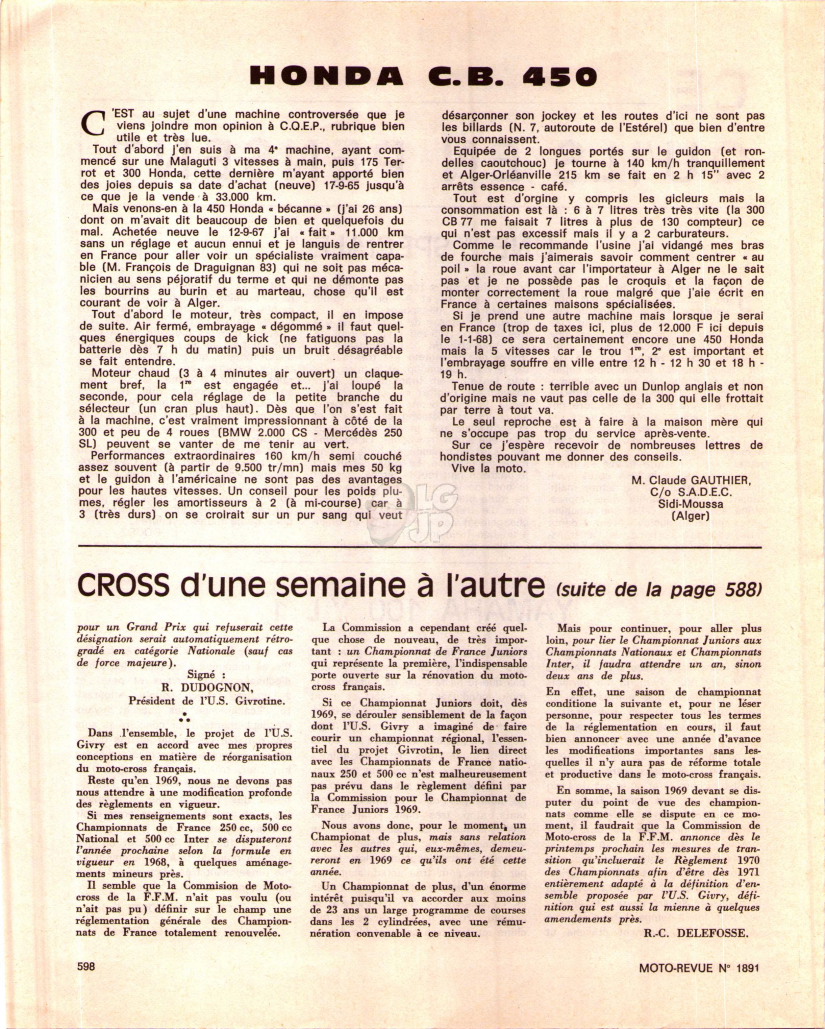 HONDA C.B. 450
C'EST au sujet d'une machine controversée que je
viens joindre mon opinion à C.Q.E.P., rubrique bien
utile et très lue.
Tout d'abord j'en suis à ma 4e machine, ayant com-
mencé sur une Malaguti 3 vitesses à main, puis 175 Ter-
rot et 300 Honda, cette dernière m'ayant apporté bien
des joies depuis sa date d'achat (neuve) 17-9-65 jusqu'à
ce que je la vende à 33.000 km.
Mais venons-en à la 450 Honda « bécanne » (j'ai 26 ans)
dont on m'avait dit beaucoup de bien et quelquefois du
mal. Achetée neuve le 12-9-67 j'ai « fait » 11.000 km
sans un réglage et aucun ennui et je languis de rentrer
en France pour aller voir un spécialiste vraiment capa-
ble (M. François de Draguignan 83) qui ne soit pas méca-
nicien au sens péjoratif du terme et qui ne démonte pas
les bourrins au burin et au marteau, chose qu'il est
courant de voir à Alger.
Tout d'abord le moteur, très compact, il en impose
de suite. Air fermé, embrayage « dégommé » il faut quel-
ques énergiques coups de kick (ne fatiguons pas la
batterie dès 7 h du matin) puis un bruit désagréable
se fait entendre.
Moteur chaud (3 à 4 minutes air ouvert) un claque-
ment bref, la 1re est engagée et... j'ai loupé la
seconde, pour cela réglage de la petite branche du
sélecteur (un cran plus haut). Dès que l'on s'est fait
à la machine, c'est vraiment impressionnant à côté de la
300 et peu de 4 roues (BMW 2.000 CS - Mercédès 250
SL) peuvent se vanter de me tenir au vert.
Performances extraordinaires 160 km/h semi couché
assez souvent (à partir de 9.500 tr/mn) mais mes 50 kg
et le guidon à l'américaine ne sont pas des avantages
pour les hautes vitesses. Un conseil pour les poids plu-
mes, régler les amortisseurs à 2 (à mi-course) car à
3 (très durs) on se croirait sur un pur sang qui veut
désarçonner son jockey et les routes d'ici ne sont pas
les billards (N. 7, autoroute de l'Estérel) que bien d'entre
vous connaissent.
Equipée de 2 longues portés sur le guidon (et ron-
delles caoutchouc) je tourne à 140 km/h tranquillement
et Alger-Orléanville 215 km se fait en 2 h 15" avec 2
arrêts essence - café.
Tout est d'orgine y compris les gicleurs mais la
consommation est là : 6 à 7 litres très très vite (la 300
CB 77 me faisait 7 litres à plus de 130 compteur) ce
qui n'est pas excessif mais il y a 2 carburateurs.
Comme le recommande l'usine j'ai vidangé mes bras
de fourche mais j'aimerais savoir comment centrer « au
poil » la roue avant car l'importateur à Alger ne le sait
pas et je ne possède pas le croquis et la façon de
monter correctement la roue malgré que j'aie écrit en
France à certaines maisons spécialisées.
Si je prend une autre machine mais lorsque je serai
en France (trop de taxes ici, plus de 12.000 F ici depuis
le 1-1-68) ce sera certainement encore une 450 Honda
mais la 5 vitesses car le trou 1re, 2e est important et
l'embrayage souffre en ville entre 12 h - 12 h 30 et 18 h -
19 h.
Tenue de route : terrible avec un Dunlop anglais et non
d'origine mais ne vaut pas celle de la 300 qui elle frottait
par terre à tout va.
Le seul reproche est à faire à la maison mère qui
ne s'occupe pas trop du service après-vente.
Sur ce j'espère recevoir de nombreuses lettres de
hondistes pouvant me donner des conseils.
Vive la moto.
M. Claude GAUTHIER,
C/o S.A.D.E.C.
Sidi-Moussa
(Alger)
LG
JP
CROSS d'une semaine à l'autre (suite de la page 588)
pour un Grand Prix qui refuserait cette
désignation serait automatiquement rétro-
gradé en catégorie Nationale (sauf cas
de force majeure).
Signé :
R. DUDOGNON,
Président de l'U.S. Givrotine.
Dans l'ensemble, le projet de l'U.S.
Givry est en accord avec mes propres
conceptions en matière de réorganisation
du moto-cross français.
Reste qu'en 1969, nous ne devons pas
nous attendre à une modification profonde
des règlements en vigueur.
Si mes renseignements sont exacts, les
Championnats de France 250 cc, 500 cc
National et 500 cc Inter se disputeront
l'année prochaine selon la formule en
vigueur en 1968, à quelques aménage-
ments mineurs près.
Il semble que la Commision de Moto-
cross de la F.F.M. n'ait pas voulu (ou
n'ait pas pu) définir sur le champ une
réglementation générale des Champion-
nats de France totalement renouvelée.
La Commission a cependant créé quel-
que chose de nouveau, de très impor-
tant : un Championnat de France Juniors
qui représente la première, l'indispensable
porte ouverte sur la rénovation du moto-
cross français.
Si ce Championnat Juniors doit, dès
1969, se dérouler sensiblement de la façon
dont l'U.S. Givry a imaginé de faire
courir un championnat régional, l'essen-
tiel du projet Givrotin, le lien direct
avec les Championnats de France natio-
naux 250 et 500 cc n'est malheureusement
pas prévu dans le règlement défini par
la Commission pour le Championnat de
France Juniors 1969.
Nous avons donc, pour le moment, un
Championat de plus, mais sans relation
avec les autres qui, eux-mêmes, demeu-
reront en 1969 ce qu'ils ont été cette
année.
Un Championnat de plus, d'un énorme
intérêt puisqu'il va accorder aux moins
de 23 ans un large programme de courses
dans les 2 cylindrées, avec une rému-
nération convenable à ce niveau.
Mais pour continuer, pour aller plus
loin, pour lier le Championnat Juniors aux
Championnats Nationaux et Championnats
Inter, il faudra attendre un an, sinon
deux ans de plus.
En effet, une saison de championnat
conditione la suivante et, pour ne léser
personne, pour respecter tous les termes
de la réglementation en cours, il faut
bien annoncer avec une année d'avance
les modifications importantes sans les-
quelles il n'y aura pas de réforme totale
et productive dans le moto-cross français.
En somme, la saison 1969 devant se dis-
puter du point de vue des champion-
nats comme elle se dispute en ce mo-
ment, il faudrait que la Commission de
Moto-cross de la F.F.M. annonce dès le
printemps prochain les mesures de tran-
sition qu'incluerait le Règlement 1970
des Championnats afin d'être dès 1971
entièrement adapté à la définition d'en-
semble proposée par l'U.S. Givry, défi-
nition qui est aussi la mienne à quelques
amendements près.
R.-C. DELEFOSSE.
598
MOTO-REVUE N° 1891